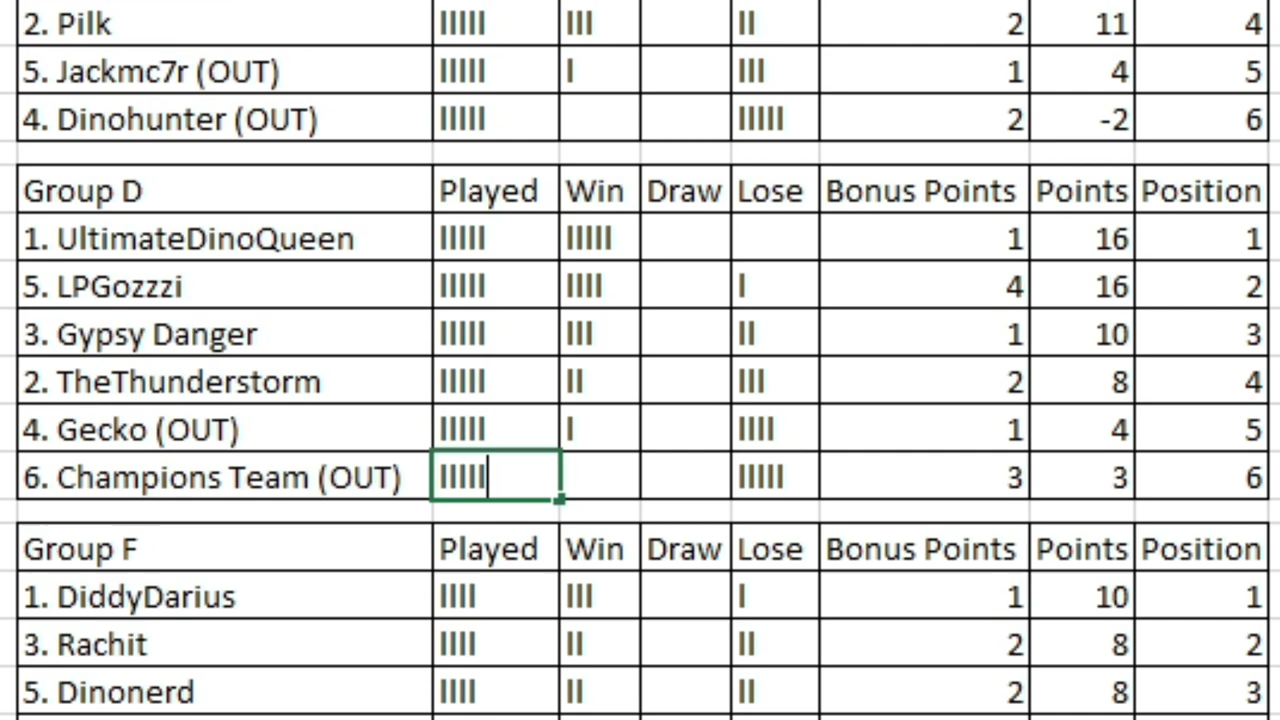 2. Pilk IIIII III II 2 11 4
5. Jackmc7r (OUT) IIIII I III 1 4 5
4. Dinohunter (OUT) IIIII IIIII 2 -2 6
Group D Played Win Draw Lose Bonus Points Points Position
1. UltimateDinoQueen IIIII IIIII 1 16 1
5. LPGozzzi IIIII IIII I 4 16 2
3. Gypsy Danger IIIII III II 1 10 3
2. TheThunderstorm IIIII II III 2 8 4
4. Gecko (OUT) IIIII I IIII 1 4 5
6. Champions Team (OUT) IIIII IIIII 3 3 6
Group F Played Win Draw Lose Bonus Points Points Position
1. DiddyDarius IIII III I 1 10 1
3. Rachit IIII II II 2 8 2
5. Dinonerd IIII II II 2 8 3